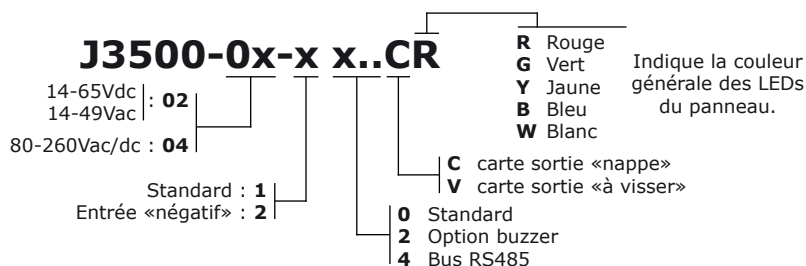 J3500-0x-x x..CR
R Rouge
G Vert
Y Jaune
B Bleu
W Blanc
Indique la couleur
générale des LEDs
du panneau.
14-65Vdc
14-49Vac
: 02
80-260Vac/dc : 04
C carte sortie «nappe»
V carte sortie «à visser»
Standard : 1
Entrée «négatif» : 2
0 Standard
2 Option buzzer
4 Bus RS485